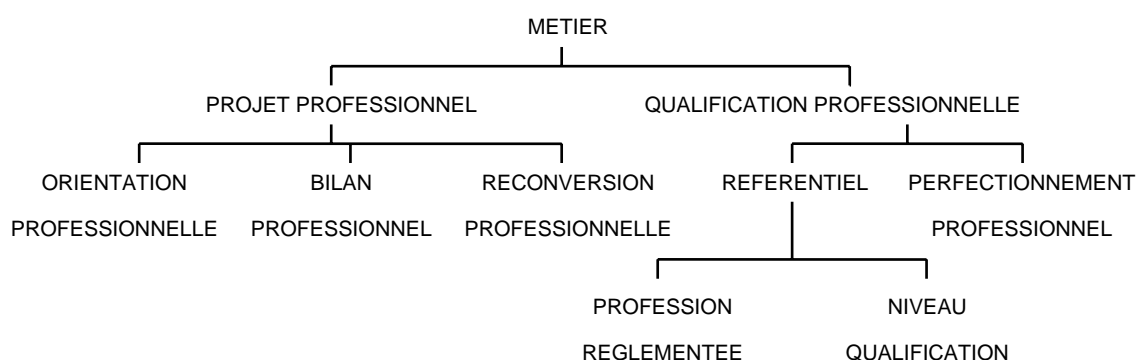 METIER
PROJET PROFESSIONNEL QUALIFICATION PROFESSIONNELLE
ORIENTATION BILAN RECONVERSION REFERENTIEL PERFECTIONNEMENT
PROFESSIONNELLE PROFESSIONNEL PROFESSIONNELLE PROFESSIONNEL
PROFESSION NIVEAU
REGLEMENTEE QUALIFICATION